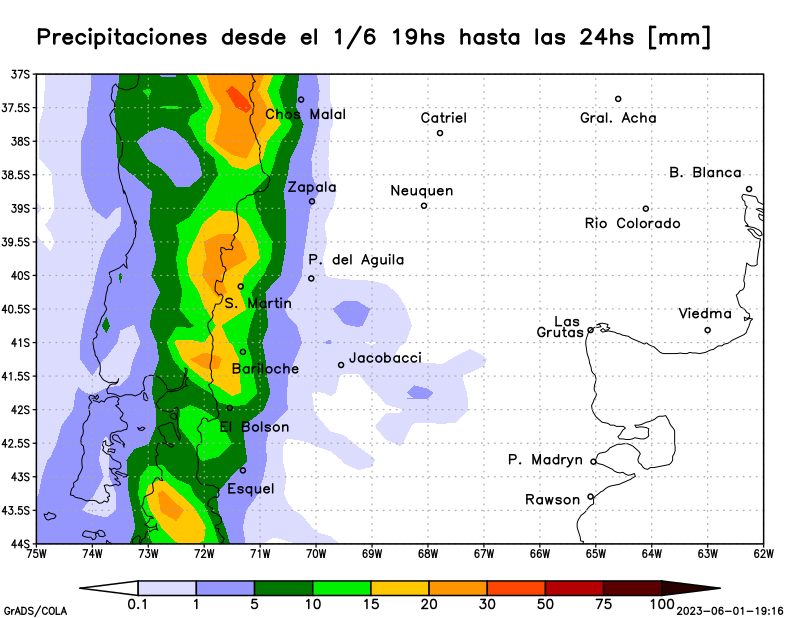 Precipitaciones desde el 1/6 19hs hasta las 24hs [mm]
37S
37.5S
38S
38.5S
39S
39.5S
40S
40.5S
41S
41.5S
42S
42.5S
43S
43.5S
44S
Chos Malal
Catriel
Gral. Acha
B. Blanca
Zapala
Neuquen
Rio Colorado
P. del Aguila
S. Martin
Viedma
Las
Grutas
Jacobacci
Bariloche
El Bolson
P. Madryn
Esquel
Rawson
75W 74W 73W 72W 71W 70W 69W 68W 67W 66W 65W 64W 63W 62W
0.1 1 5 10 15 20 30 50 75 100
GrADS/COLA
2023-06-01-19:16